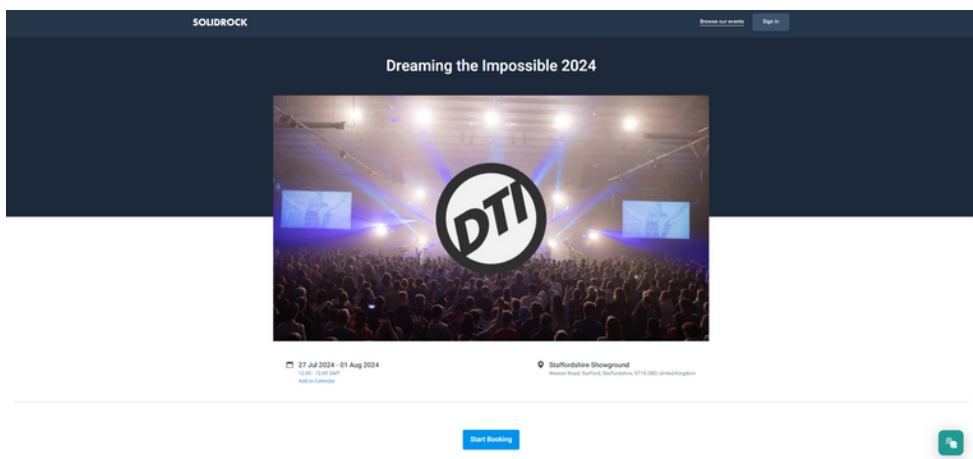 SOLIDROCK
Browse our events
Sign in
Dreaming the Impossible 2024
DTI
27 Jul 2024 - 01 Aug 2024
12:00 - 12:00 GMT
Add to Calendar
Staffordshire Showground
Weston Road, Stafford, Staffordshire, ST18 0BD, United Kingdom
Start Booking